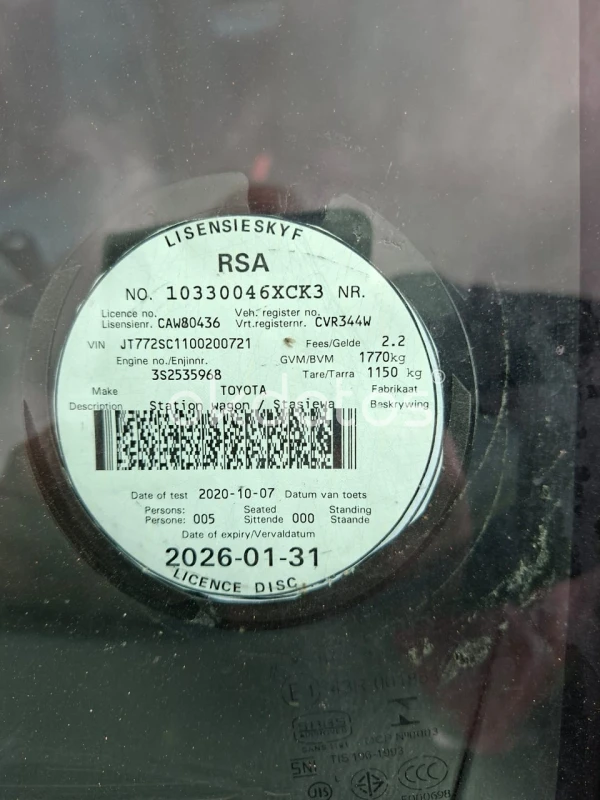 LISENSIESKYF
RSA
NO. 10330046XCK3 NR.
Licence no. Veh. register no.
Lisensienr. CAW80436 Vrt.registernr. CVR344W
VIN JT772SC1100200721 Fees/Gelde 2.2
Engine no./Enjinnr. GVM/BVM 1770kg
3S2535968 Tare/Tarra 1150 kg
Make TOYOTA Fabrikaat
Description Station wagon / Stasiewa Beskrywing
Date of test 2020-10-07 Datum van toets
Persons: Seated Standing
Persone: 005 Sittende 000 Staande
Date of expiry/Vervaldatum
2026-01-31
LICENCE DISC
JIS